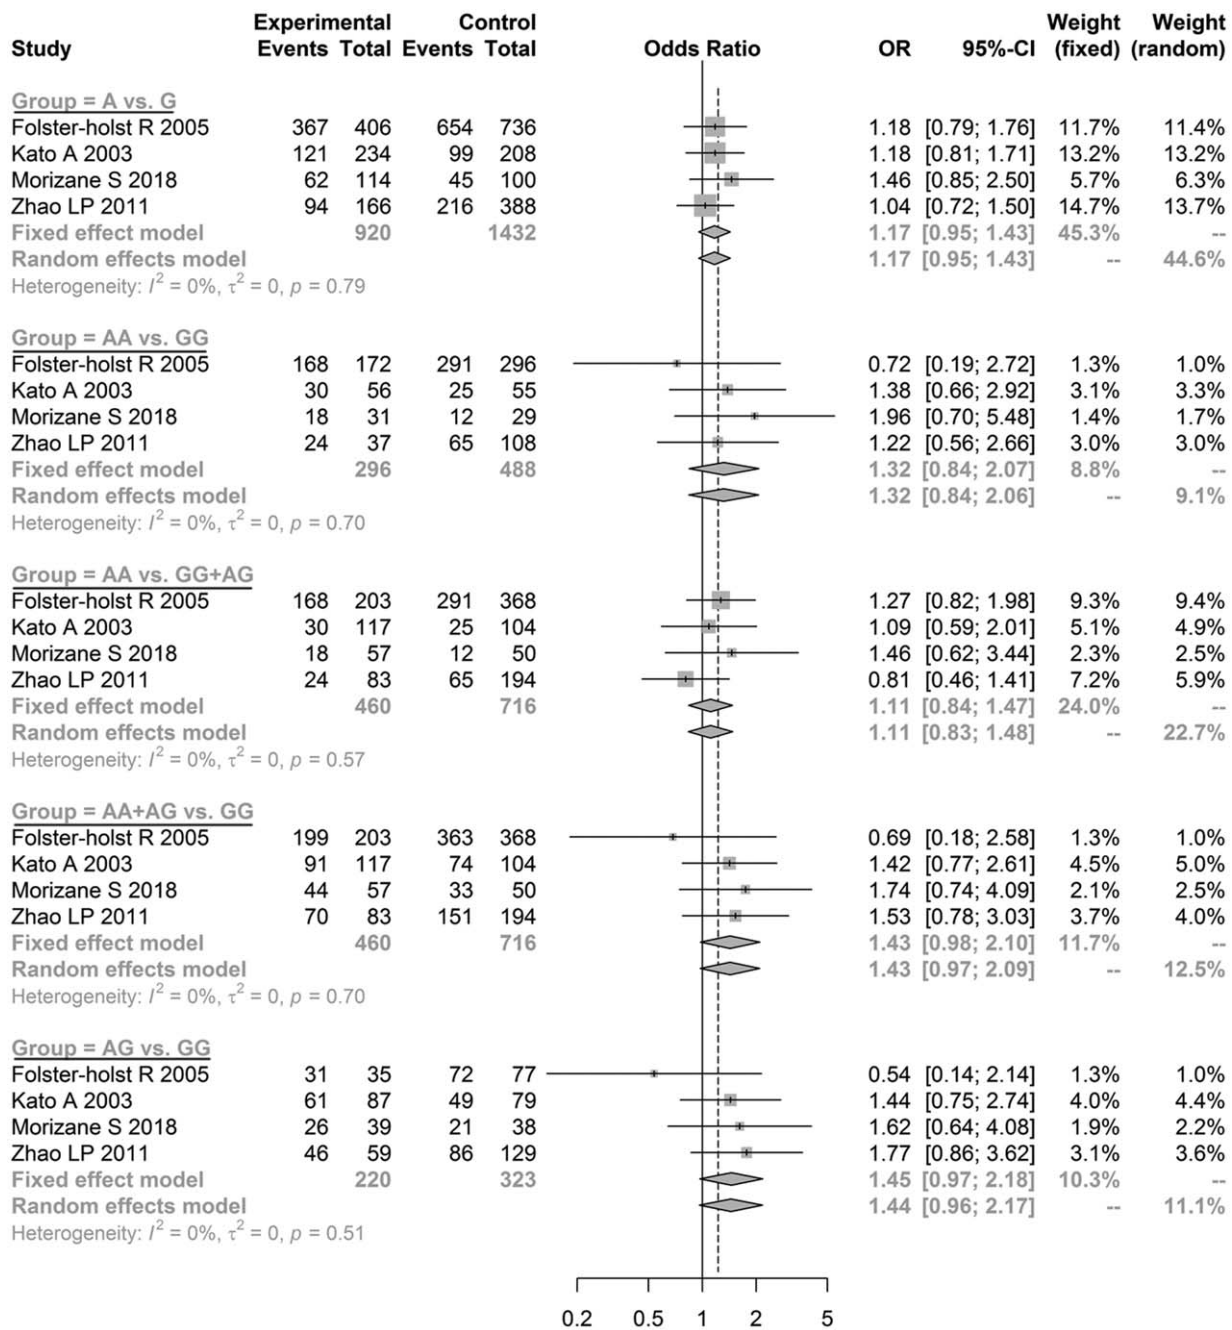 Experimental Control Weight Weight
Study Events Total Events Total Odds Ratio OR 95%-CI (fixed) (random)
Group = A vs. G
Folster-holst R 2005 367 406 654 736 1.18 [0.79; 1.76] 11.7% 11.4%
Kato A 2003 121 234 99 208 1.18 [0.81; 1.71] 13.2% 13.2%
Morizane S 2018 62 114 45 100 1.46 [0.85; 2.50] 5.7% 6.3%
Zhao LP 2011 94 166 216 388 1.04 [0.72; 1.50] 14.7% 13.7%
Fixed effect model 920 1432 1.17 [0.95; 1.43] 45.3% --
Random effects model 1.17 [0.95; 1.43] -- 44.6%
Heterogeneity: I² = 0%, τ² = 0, p = 0.79
Group = AA vs. GG
Folster-holst R 2005 168 172 291 296 0.72 [0.19; 2.72] 1.3% 1.0%
Kato A 2003 30 56 25 55 1.38 [0.66; 2.92] 3.1% 3.3%
Morizane S 2018 18 31 12 29 1.96 [0.70; 5.48] 1.4% 1.7%
Zhao LP 2011 24 37 65 108 1.22 [0.56; 2.66] 3.0% 3.0%
Fixed effect model 296 488 1.32 [0.84; 2.07] 8.8% --
Random effects model 1.32 [0.84; 2.06] -- 9.1%
Heterogeneity: I² = 0%, τ² = 0, p = 0.70
Group = AA vs. GG+AG
Folster-holst R 2005 168 203 291 368 1.27 [0.82; 1.98] 9.3% 9.4%
Kato A 2003 30 117 25 104 1.09 [0.59; 2.01] 5.1% 4.9%
Morizane S 2018 18 57 12 50 1.46 [0.62; 3.44] 2.3% 2.5%
Zhao LP 2011 24 83 65 194 0.81 [0.46; 1.41] 7.2% 5.9%
Fixed effect model 460 716 1.11 [0.84; 1.47] 24.0% --
Random effects model 1.11 [0.83; 1.48] -- 22.7%
Heterogeneity: I² = 0%, τ² = 0, p = 0.57
Group = AA+AG vs. GG
Folster-holst R 2005 199 203 363 368 0.69 [0.18; 2.58] 1.3% 1.0%
Kato A 2003 91 117 74 104 1.42 [0.77; 2.61] 4.5% 5.0%
Morizane S 2018 44 57 33 50 1.74 [0.74; 4.09] 2.1% 2.5%
Zhao LP 2011 70 83 151 194 1.53 [0.78; 3.03] 3.7% 4.0%
Fixed effect model 460 716 1.43 [0.98; 2.10] 11.7% --
Random effects model 1.43 [0.97; 2.09] -- 12.5%
Heterogeneity: I² = 0%, τ² = 0, p = 0.70
Group = AG vs. GG
Folster-holst R 2005 31 35 72 77 0.54 [0.14; 2.14] 1.3% 1.0%
Kato A 2003 61 87 49 79 1.44 [0.75; 2.74] 4.0% 4.4%
Morizane S 2018 26 39 21 38 1.62 [0.64; 4.08] 1.9% 2.2%
Zhao LP 2011 46 59 86 129 1.77 [0.86; 3.62] 3.1% 3.6%
Fixed effect model 220 323 1.45 [0.97; 2.18] 10.3% --
Random effects model 1.44 [0.96; 2.17] -- 11.1%
Heterogeneity: I² = 0%, τ² = 0, p = 0.51
0.2 0.5 1 2 5